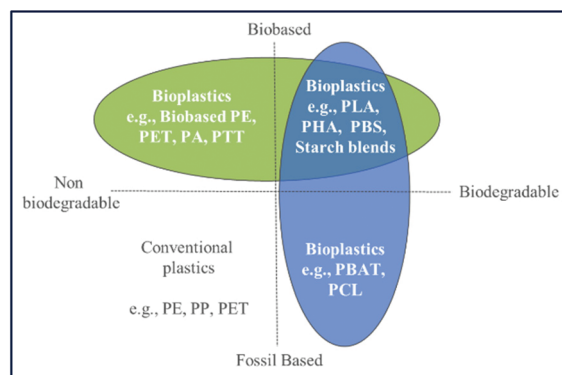 Biobased
Bioplastics
e.g., Biobased PE,
PET, PA, PTT
Bioplastics
e.g., PLA,
PHA, PBS,
Starch blends
Non
biodegradable
Biodegradable
Conventional
plastics
e.g., PE, PP, PET
Bioplastics
e.g., PBAT,
PCL
Fossil Based